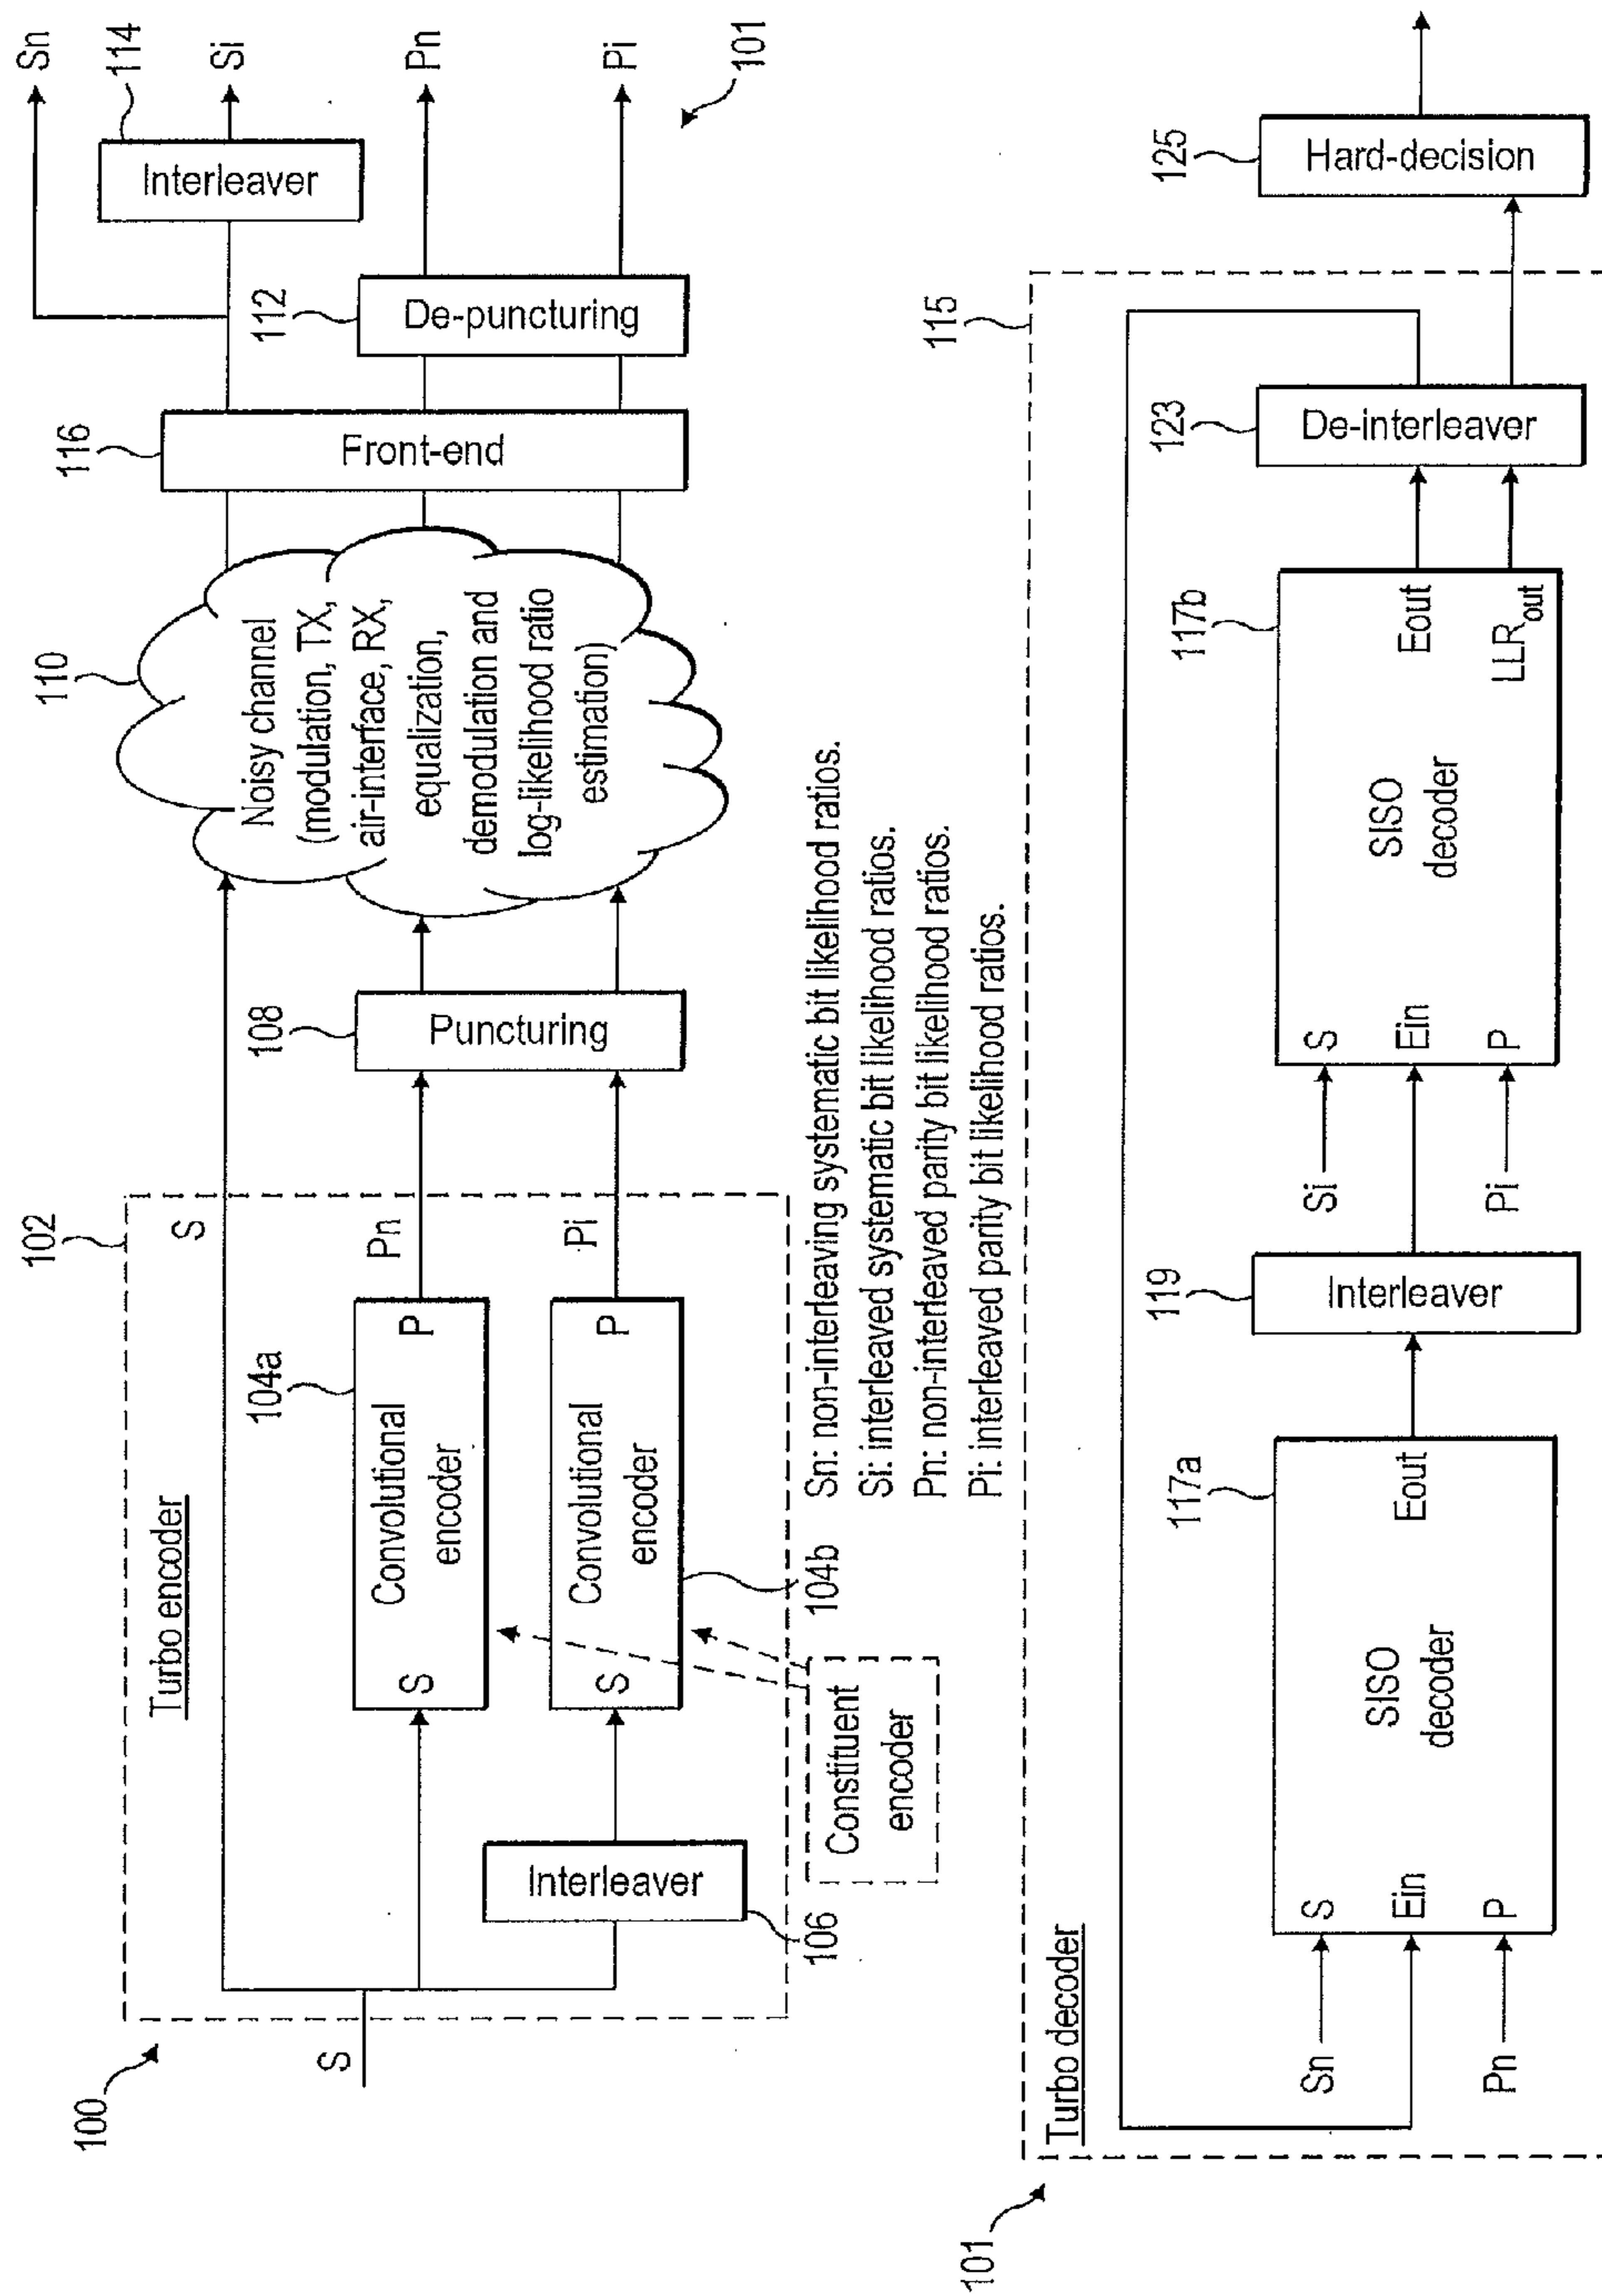 100
S
102
Turbo encoder
S
Interleaver
106
104a
S
Convolutional
encoder
P
Pn
S
Convolutional
encoder
P
Pi
104b
Constituent
encoder
108
Puncturing
110
Noisy channel
(modulation, TX,
air-interface, RX,
equalization,
demodulation and
log-likelihood ratio
estimation)
116
Front-end
112
De-puncturing
Interleaver
114
Sn
Si
Pn
Pi
101
Sn: non-interleaving systematic bit likelihood ratios.
Si: interleaved systematic bit likelihood ratios.
Pn: non-interleaved parity bit likelihood ratios.
Pi: interleaved parity bit likelihood ratios.
101
Turbo decoder
115
Sn
Pn
117a
S
Ein
P
SISO
decoder
Eout
119
Interleaver
Si
Pi
117b
S
Ein
P
SISO
decoder
Eout
LLRout
123
De-interleaver
125
Hard-decision